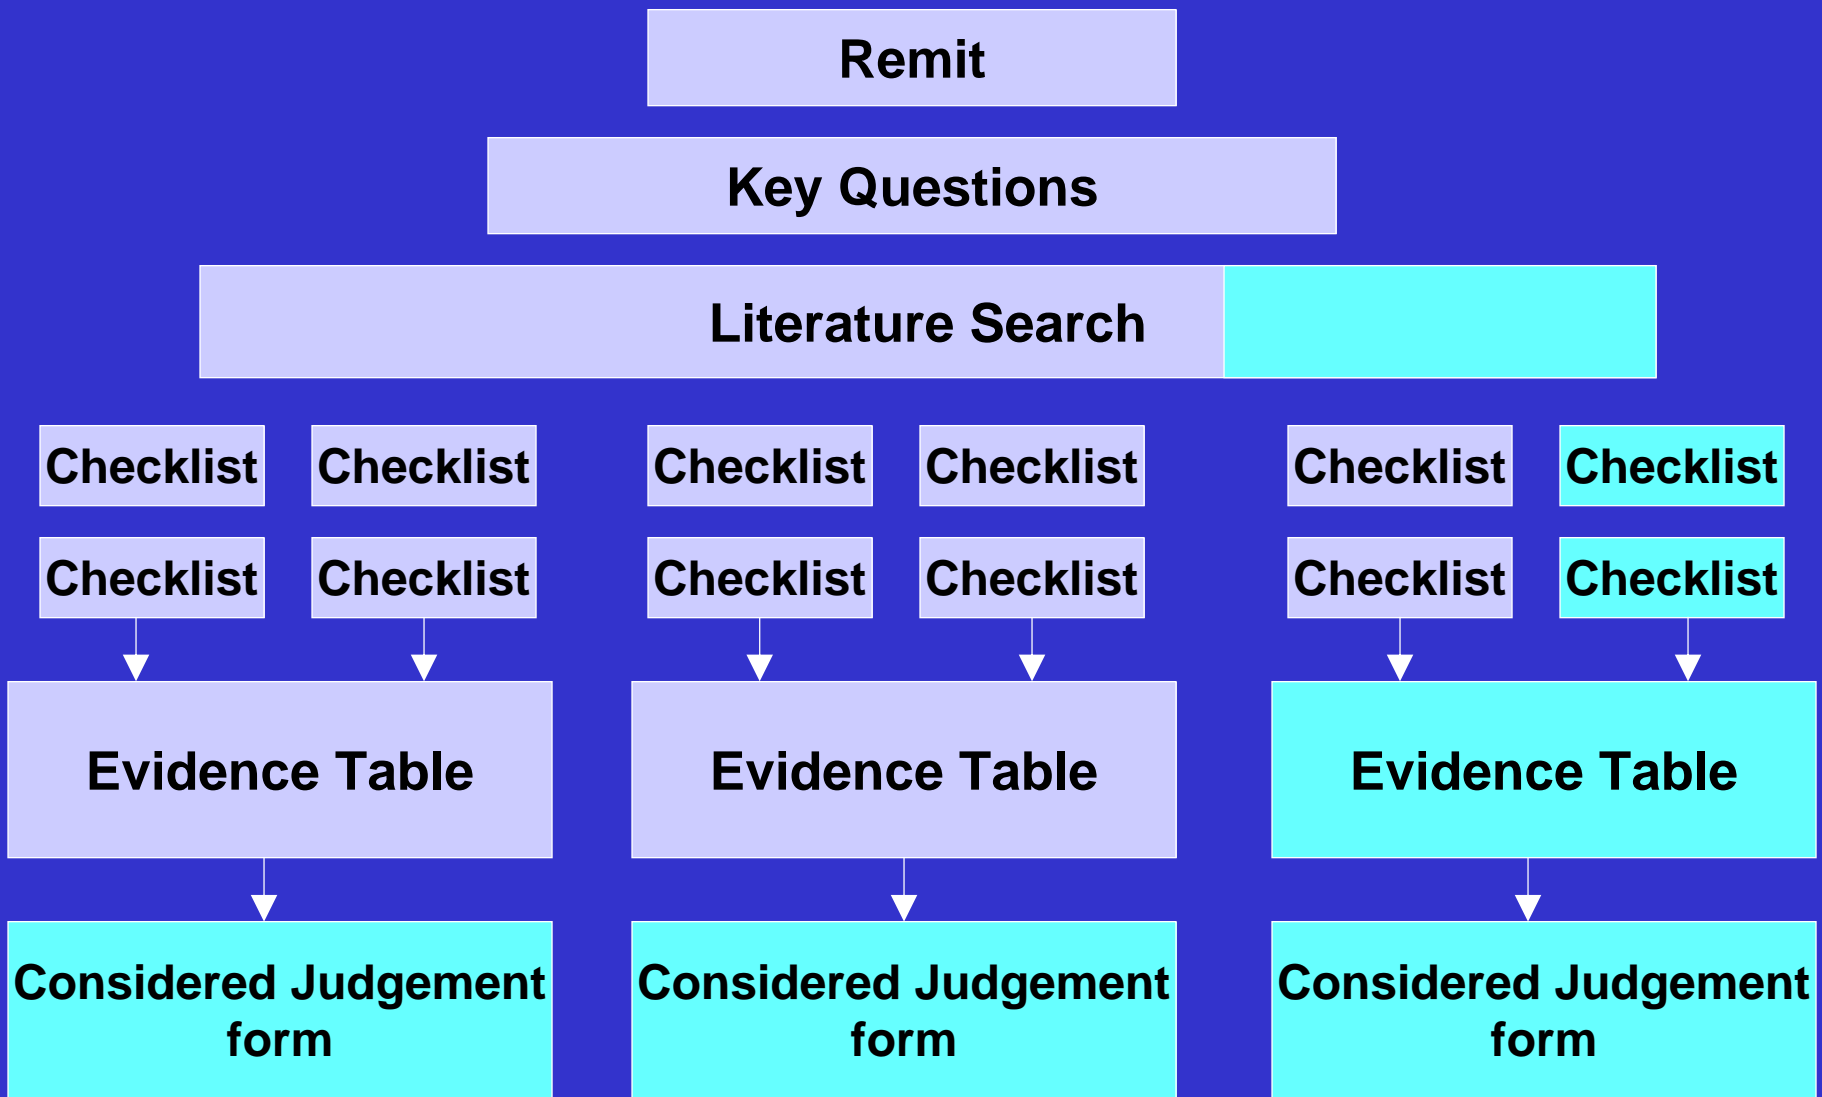 Remit
Key Questions
Literature Search
Checklist
Checklist
Checklist
Checklist
Checklist
Checklist
Checklist
Checklist
Checklist
Checklist
Checklist
Checklist
Evidence Table
Evidence Table
Evidence Table
Considered Judgement
form
Considered Judgement
form
Considered Judgement
form